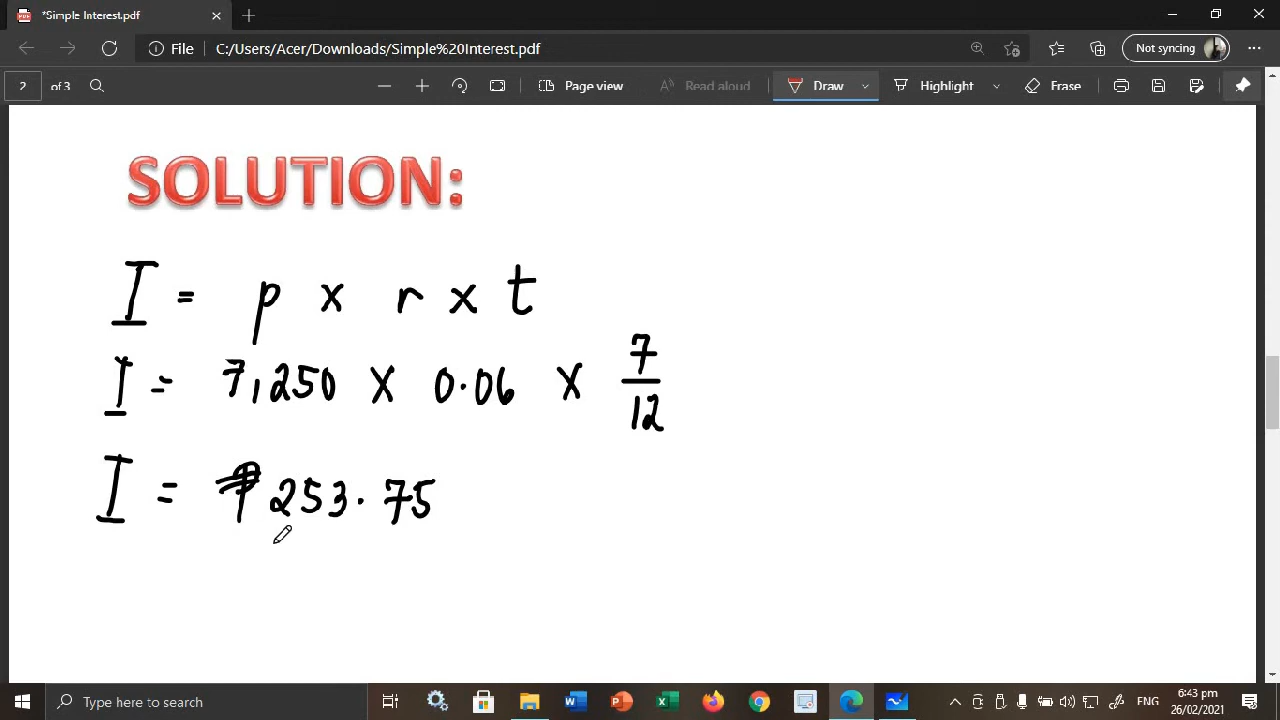 *Simple Interest.pdf
File C:/Users/Acer/Downloads/Simple%20Interest.pdf Not syncing
2 of 3 Page view Read aloud Draw Highlight Erase
SOLUTION:
I = p x r x t
I = 7,250 x 0.06 x 7/12
I = ₱253.75
Type here to search ENG 6:43 pm
26/02/2021